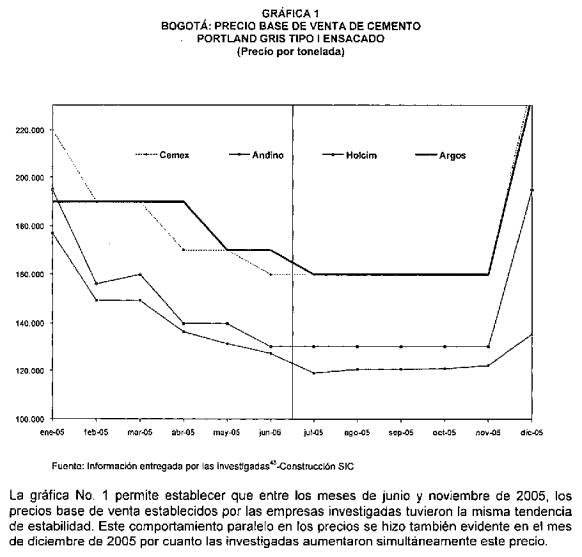 GRÁFICA 1
BOGOTÁ: PRECIO BASE DE VENTA DE CEMENTO
PORTLAND GRIS TIPO I ENSACADO
(Precio por tonelada)
220.000
200.000
180.000
160.000
140.000
120.000
100.000
Cemex Andino Holcim Argos
ene-05 feb-05 mar-05 abr-05 may-05 jun-05 jul-05 ago-05 sep-05 oct-05 nov-05 dic-05
Fuente: Información entregada por las investigadas43-Construcción SIC
La gráfica No. 1 permite establecer que entre los meses de junio y noviembre de 2005, los
precios base de venta establecidos por las empresas investigadas tuvieron la misma tendencia
de estabilidad. Este comportamiento paralelo en los precios se hizo también evidente en el mes
de diciembre de 2005 por cuanto las investigadas aumentaron simultáneamente este precio.